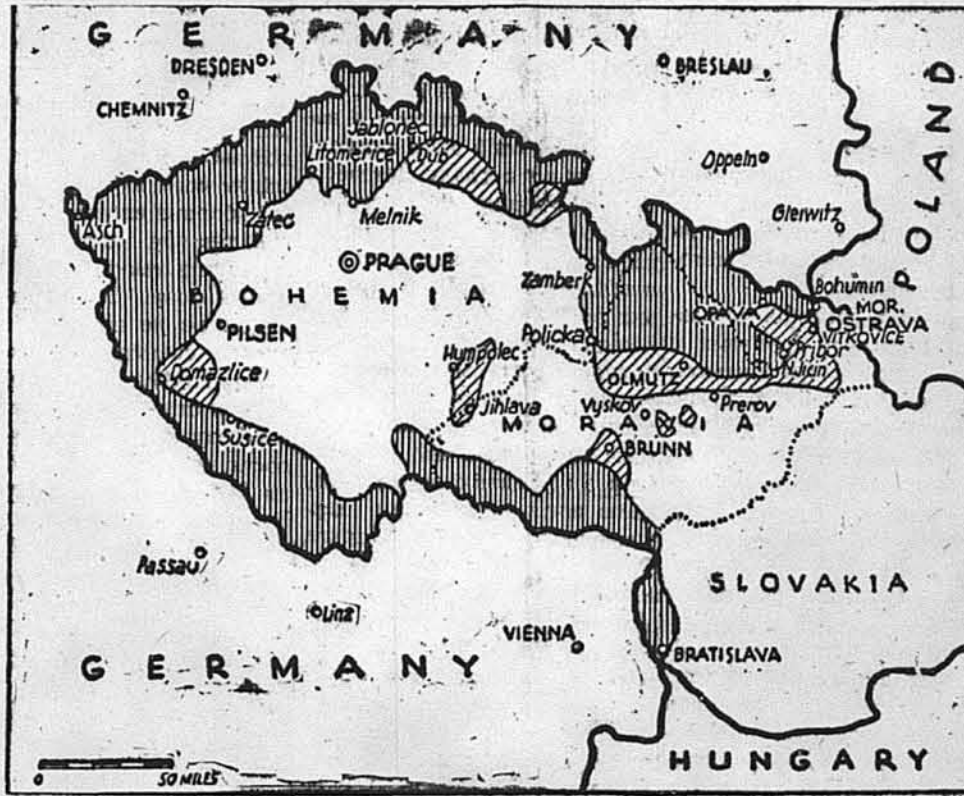 GERMANY
DRESDEN
BRESLAU
CHEMNITZ
POLAND
Jablonec
Litomerice
Dub
Oppeln
Asch
Zatec
Melnik
Gleiwitz
PRAGUE
Zamberk
Bohumin
BOHEMIA
MOR.
OPAVA
OSTRAVA
PILSEN
VITKOVICE
Policka
Pribor
Humpolec
N.Jicin
Domazlice
OLMUTZ
Jihlava
Vyskov
Prerov
MORAVIA
Susice
BRUNN
Passau
SLOVAKIA
Linz
VIENNA
GERMANY
BRATISLAVA
HUNGARY
0 50 MILES